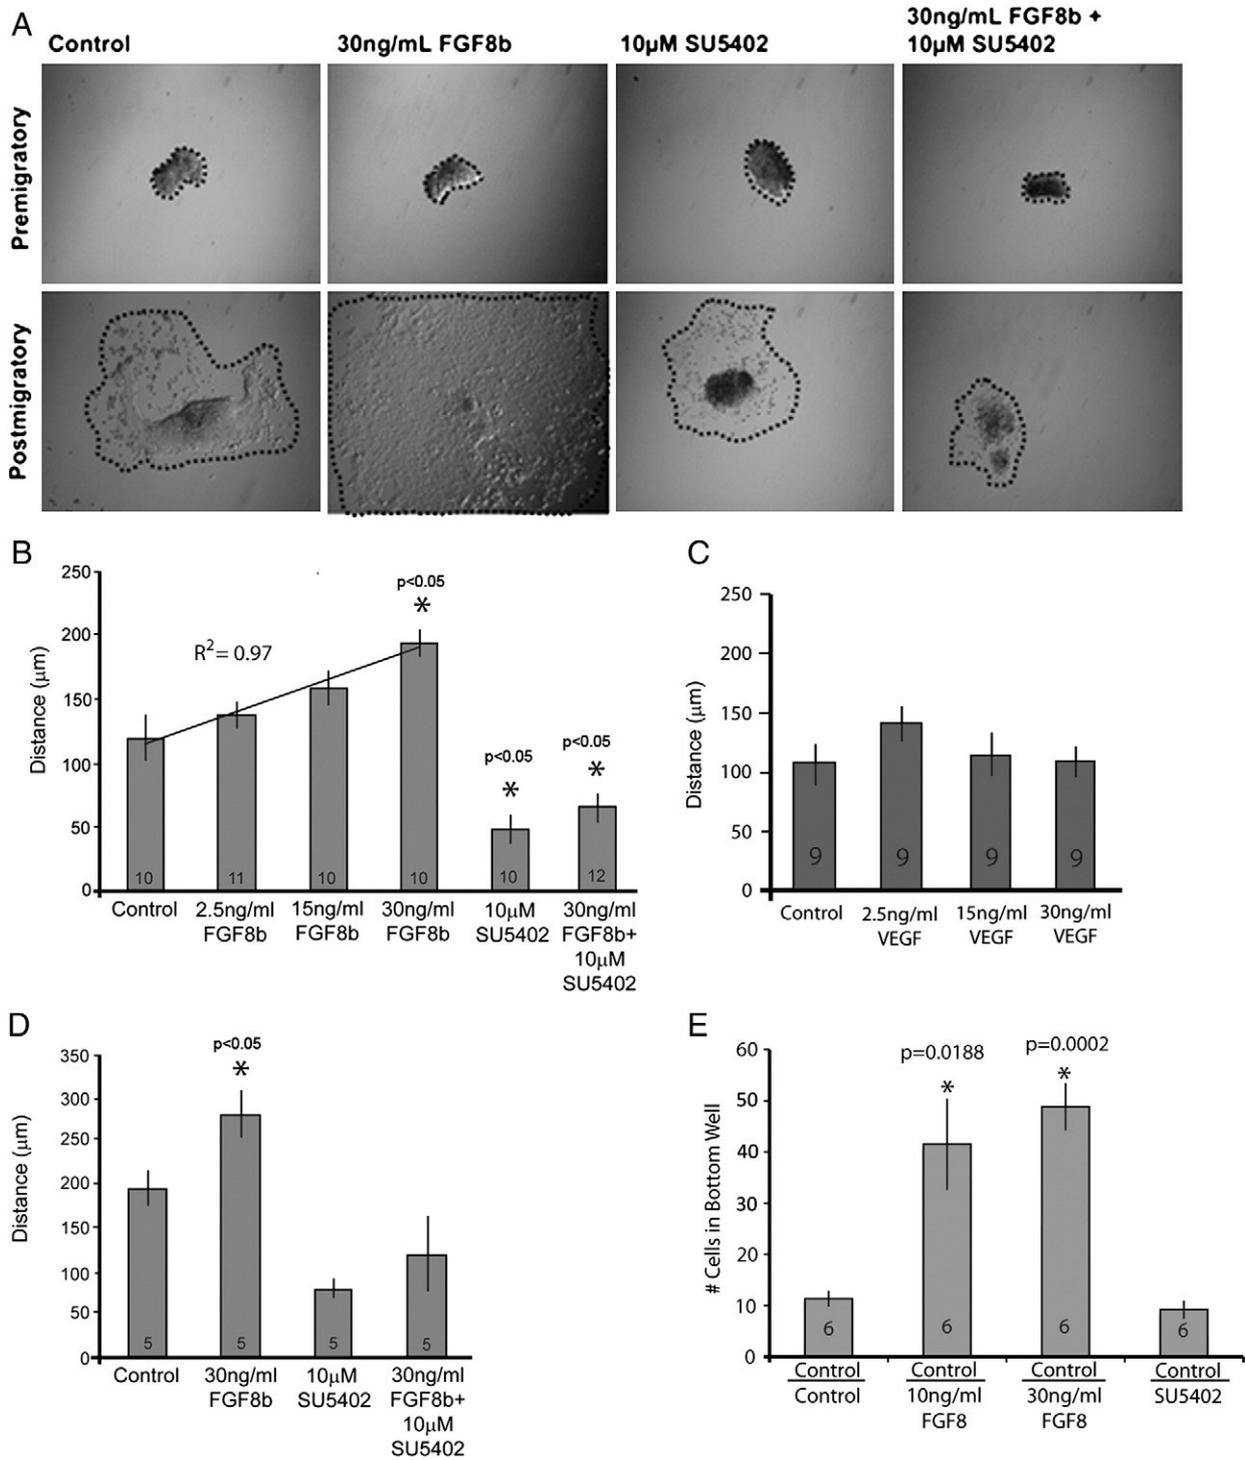 A
Control
30ng/mL FGF8b
10µM SU5402
30ng/mL FGF8b +
10µM SU5402
Premigratory
Postmigratory
B
250
200
150
100
50
0
Distance (µm)
R2= 0.97
p<0.05
*
p<0.05
*
p<0.05
*
10
11
10
10
10
12
Control
2.5ng/ml
FGF8b
15ng/ml
FGF8b
30ng/ml
FGF8b
10µM
SU5402
30ng/ml
FGF8b+
10µM
SU5402
C
250
200
150
100
50
0
Distance (µm)
9
9
9
9
Control
2.5ng/ml
VEGF
15ng/ml
VEGF
30ng/ml
VEGF
D
350
300
250
200
150
100
50
0
Distance (µm)
p<0.05
*
5
5
5
5
Control
30ng/ml
FGF8b
10µM
SU5402
30ng/ml
FGF8b+
10µM
SU5402
E
60
50
40
30
20
10
0
# Cells in Bottom Well
p=0.0188
*
p=0.0002
*
6
6
6
6
Control
Control
Control
10ng/ml
FGF8
Control
30ng/ml
FGF8
Control
SU5402